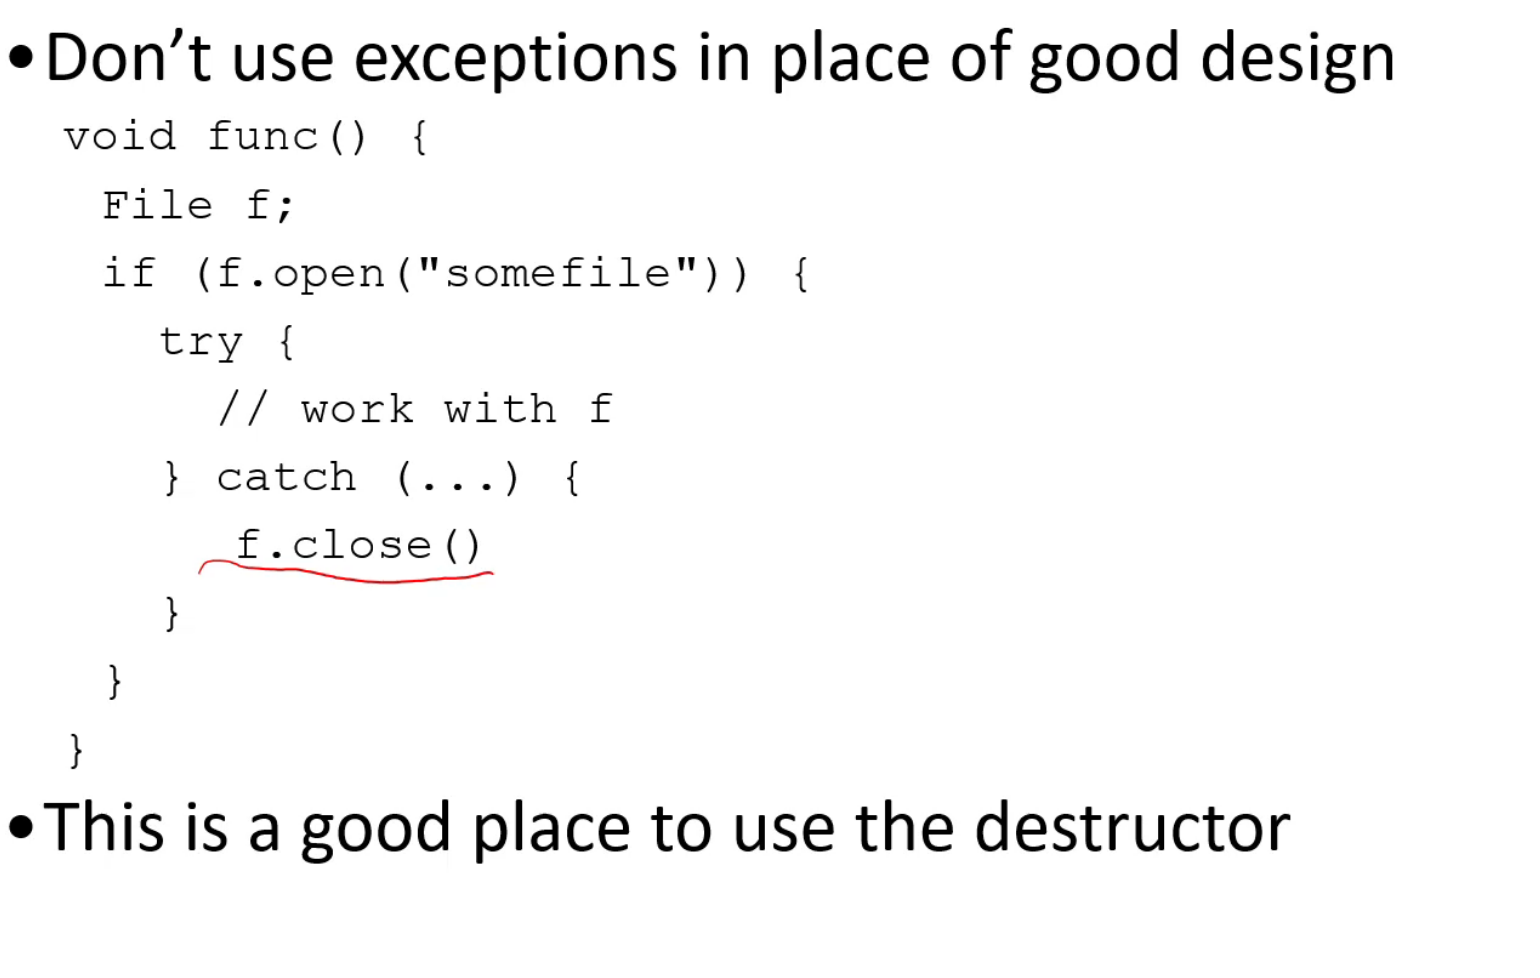 •Don’t use exceptions in place of good design
void func() {
File f;
if (f.open("somefile")) {
try {
// work with f
} catch (...) {
f.close()
}
}
}
•This is a good place to use the destructor